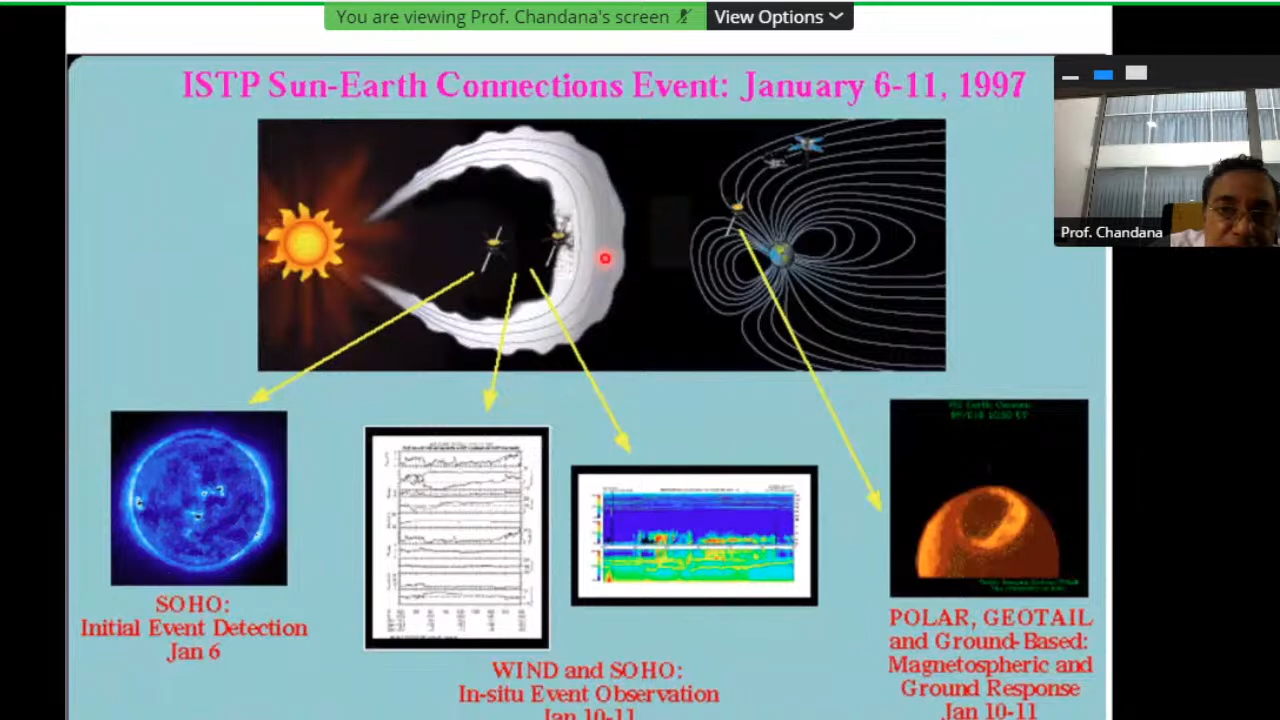 You are viewing Prof. Chandana's screen
View Options
ISTP Sun-Earth Connections Event: January 6-11, 1997
Prof. Chandana
SOHO:
Initial Event Detection
Jan 6
WIND and SOHO:
In-situ Event Observation
Jan 10-11
POLAR, GEOTAIL
and Ground-Based:
Magnetospheric and
Ground Response
Jan 10-11